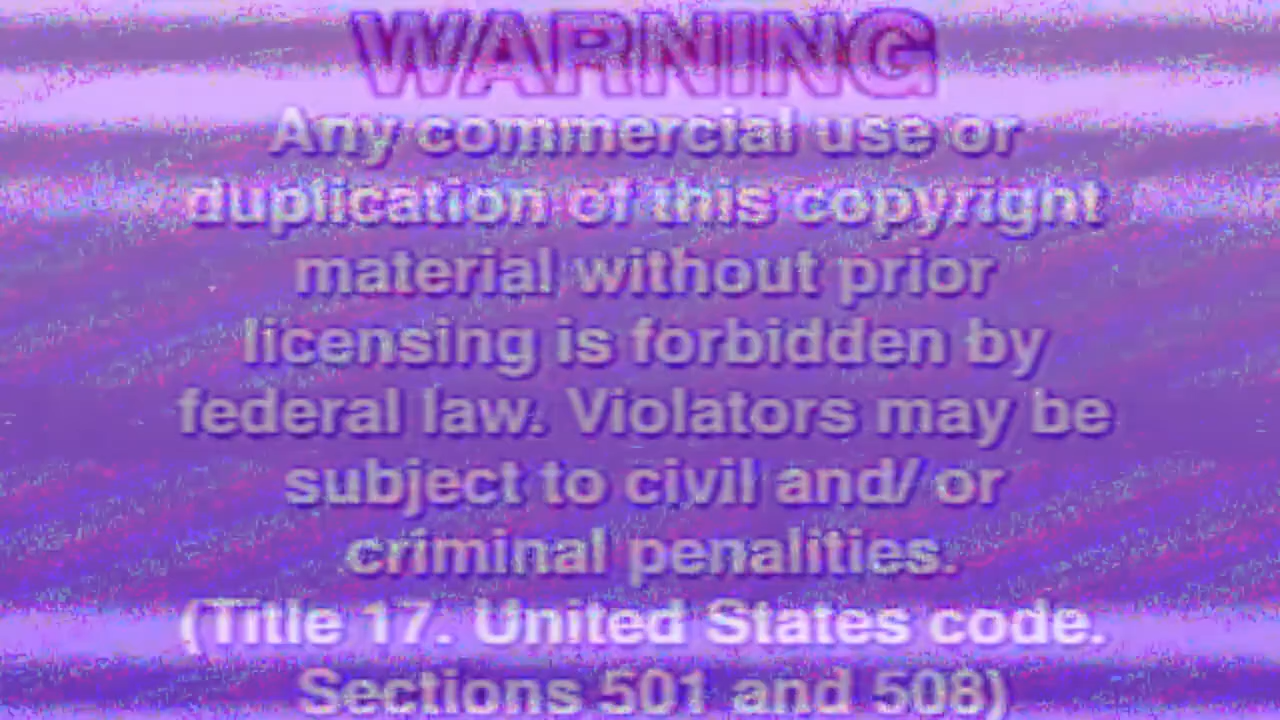 WARNING
Any commercial use or
duplication of this copyright
material without prior
licensing is forbidden by
federal law. Violators may be
subject to civil and/ or
criminal penalities.
(Title 17. United States code.
Sections 501 and 508)